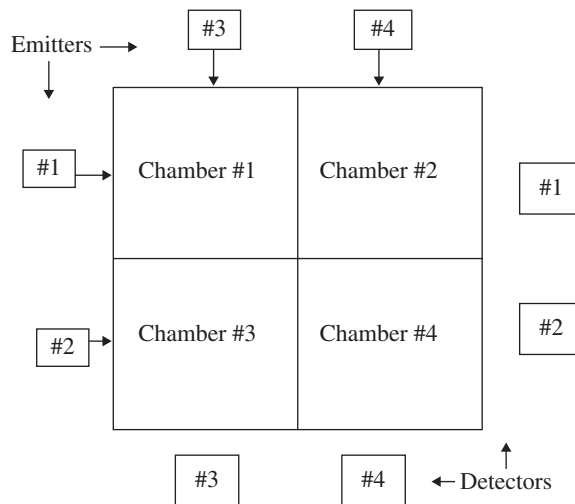 #3 #4
Emitters
#1 Chamber #1 Chamber #2 #1
#2 Chamber #3 Chamber #4 #2
#3 #4 Detectors